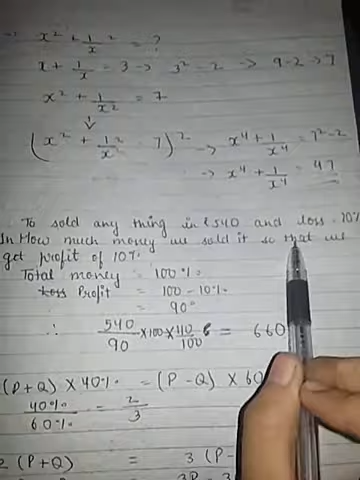 x² + 1/x² = ?
x + 1/x = 3 → 3² - 2 → 9-2 → 7
x² + 1/x² = 7
(x² + 1/x² = 7)² → x⁴ + 1/x⁴ = 7² - 2
→ x⁴ + 1/x⁴ = 47
To sold any thing in ₹540 and loss 10%
In How much money we sold it so that we
got profit of 10%.
Total money = 100%
Loss Profit = 100 - 10%
= 90°
∴ 540/90 × 100 × 110/100 = 660
(P+Q) × 40% = (P-Q) × 60
40%/60% = 2/3
2 (P+Q) = 3 (P-